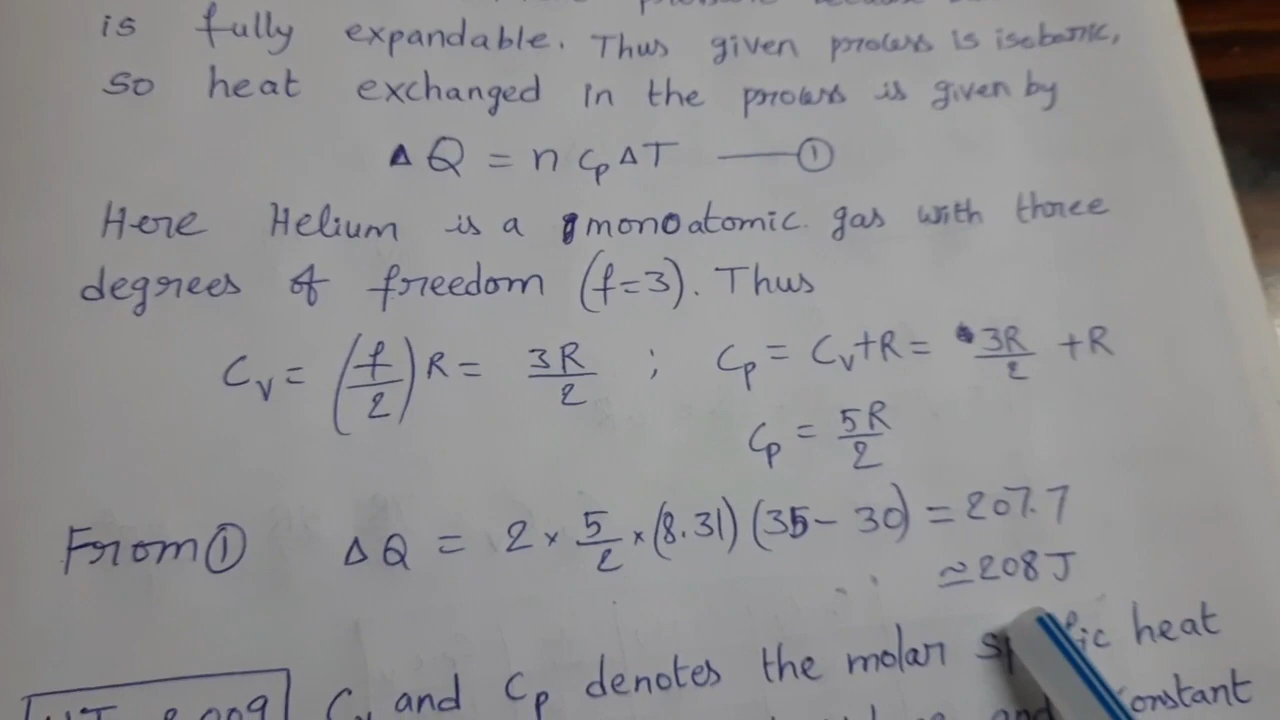 is fully expandable. Thus given process is isobaric,
so heat exchanged in the process is given by
ΔQ = n Cp ΔT —— ①
Here Helium is a monoatomic gas with three
degrees of freedom (f=3). Thus
Cv = (f/2) R = 3R/2 ; Cp = Cv+R = 3R/2 + R
Cp = 5R/2
From ① ΔQ = 2 × 5/2 × (8.31) (35 - 30) = 207.7
≃ 208 J
and Cp denotes the molar heat
2009
and constant